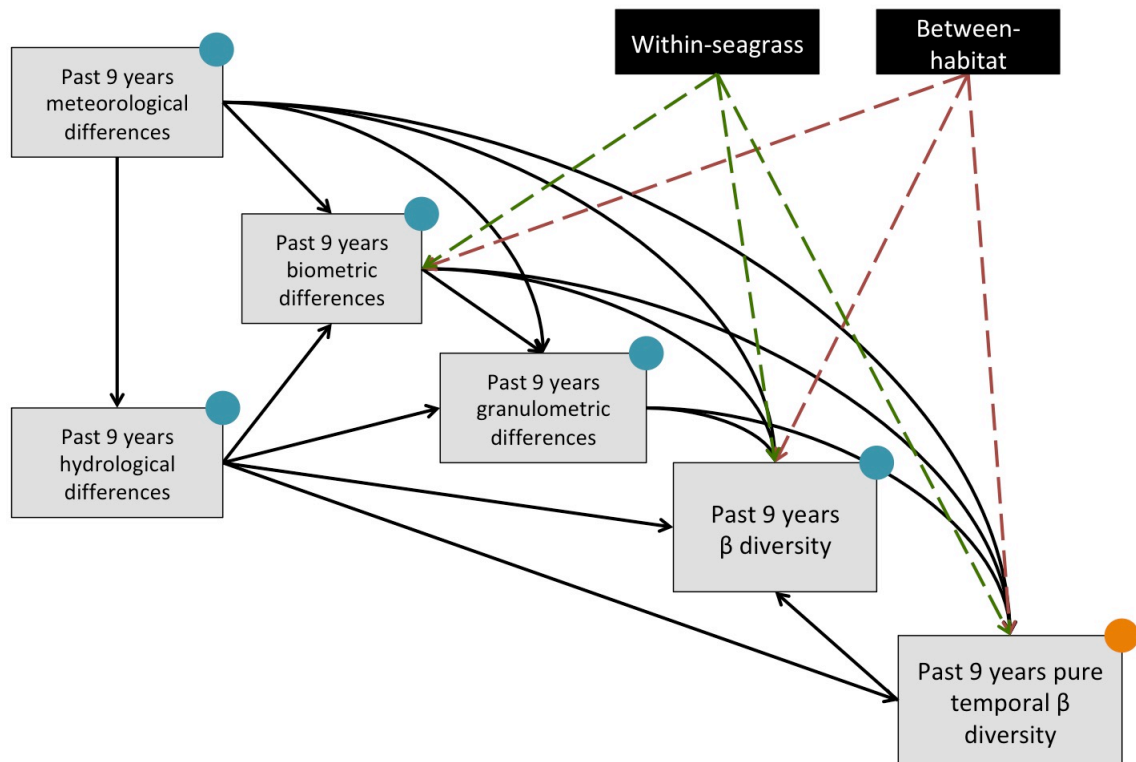 Within-seagrass
Between-
habitat
Past 9 years
meteorological
differences
Past 9 years
biometric
differences
Past 9 years
granulometric
differences
Past 9 years
hydrological
differences
Past 9 years
β diversity
Past 9 years pure
temporal β
diversity